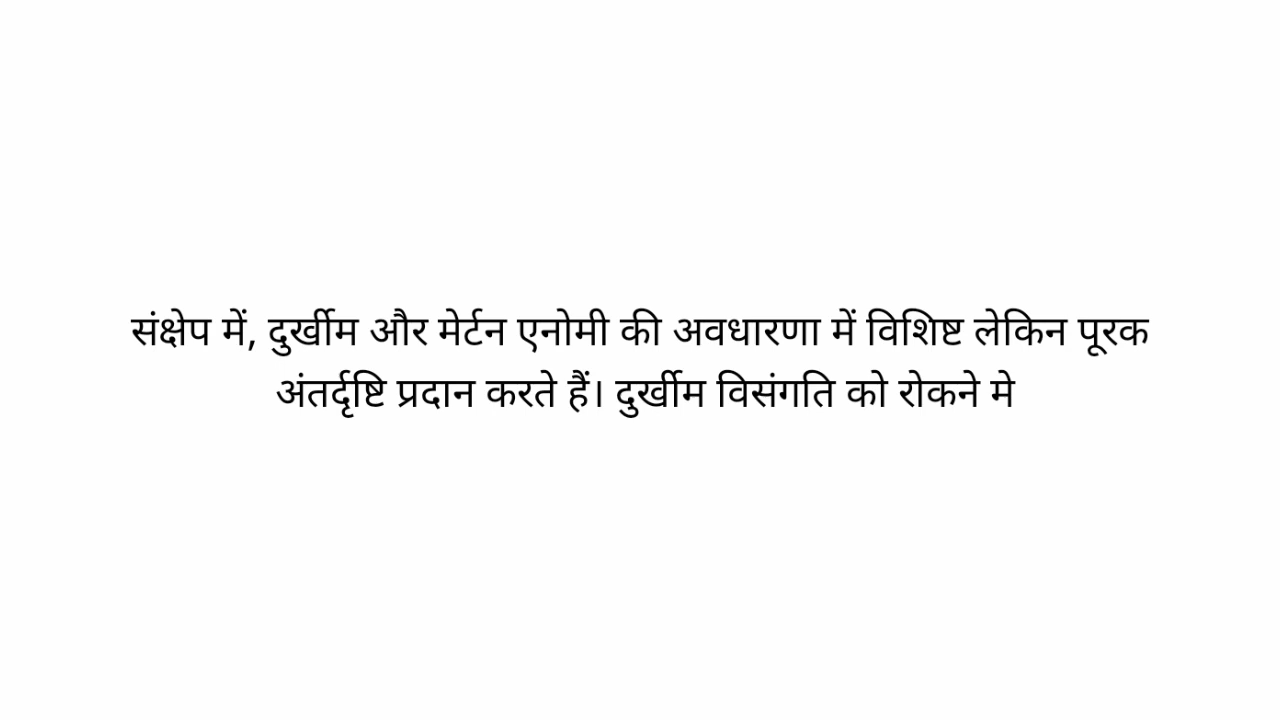 संक्षेप में, दुर्खीम और मेर्टन एनोमी की अवधारणा में विशिष्ट लेकिन पूरक
अंतर्दृष्टि प्रदान करते हैं। दुर्खीम विसंगति को रोकने मे